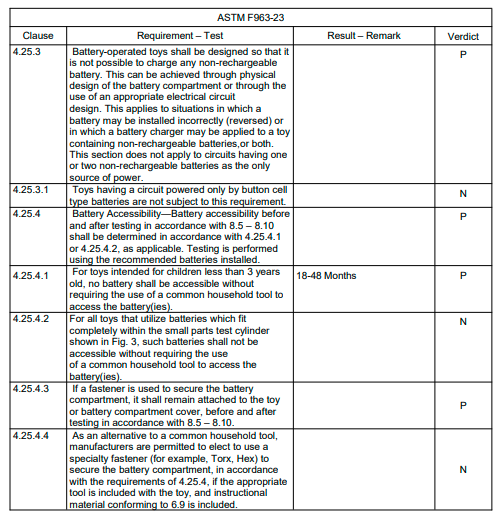 ASTM F963-23
Clause Requirement – Test Result – Remark Verdict
4.25.3 Battery-operated toys shall be designed so that it P
is not possible to charge any non-rechargeable
battery. This can be achieved through physical
design of the battery compartment or through the
use of an appropriate electrical circuit
design. This applies to situations in which a
battery may be installed incorrectly (reversed) or
in which a battery charger may be applied to a toy
containing non-rechargeable batteries,or both.
This section does not apply to circuits having one
or two non-rechargeable batteries as the only
source of power.
4.25.3.1 Toys having a circuit powered only by button cell N
type batteries are not subject to this requirement.
4.25.4 Battery Accessibility—Battery accessibility before P
and after testing in accordance with 8.5 – 8.10
shall be determined in accordance with 4.25.4.1
or 4.25.4.2, as applicable. Testing is performed
using the recommended batteries installed.
4.25.4.1 For toys intended for children less than 3 years 18-48 Months P
old, no battery shall be accessible without
requiring the use of a common household tool to
access the battery(ies).
4.25.4.2 For all toys that utilize batteries which fit N
completely within the small parts test cylinder
shown in Fig. 3, such batteries shall not be
accessible without requiring the use
of a common household tool to access the
battery(ies).
4.25.4.3 If a fastener is used to secure the battery
compartment, it shall remain attached to the toy
or battery compartment cover, before and after P
testing in accordance with 8.5 – 8.10.
4.25.4.4 As an alternative to a common household tool,
manufacturers are permitted to elect to use a
specialty fastener (for example, Torx, Hex) to
secure the battery compartment, in accordance N
with the requirements of 4.25.4, if the appropriate
tool is included with the toy, and instructional
material conforming to 6.9 is included.